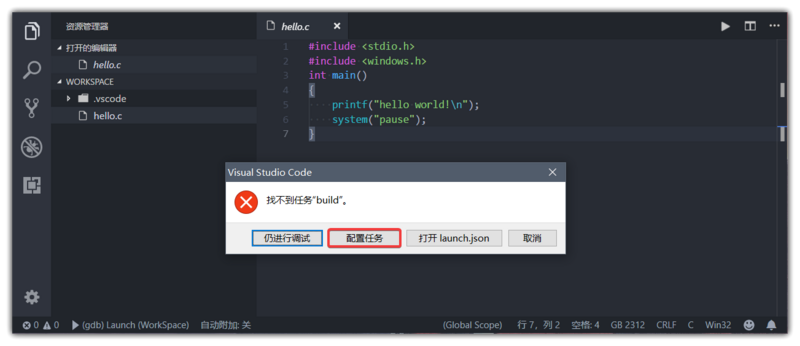 资源管理器
打开的编辑器
hello.c
WORKSPACE
.vscode
hello.c
hello.c
1 #include <stdio.h>
2 #include <windows.h>
3 int main()
4 {
5 printf("hello world!\n");
6 system("pause");
7 }
Visual Studio Code
找不到任务"build"。
仍进行调试 配置任务 打开 launch.json 取消
0 0 (gdb) Launch (WorkSpace) 自动附加: 关 (Global Scope) 行 7，列 2 空格: 4 GB 2312 CRLF C Win32